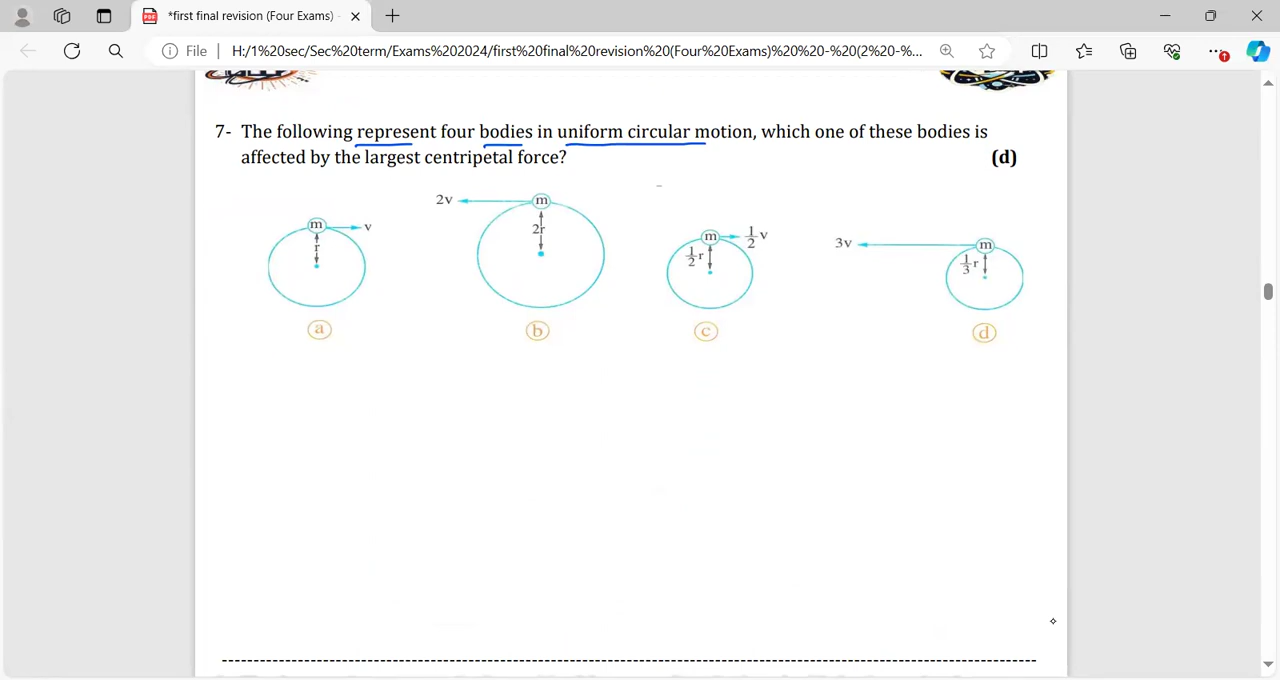 *first final revision (Four Exams) -
File
H:/1%20sec/Sec%20term/Exams%202024/first%20final%20revision%20(Four%20Exams)%20%20-%20(2%20-%...
7- The following represent four bodies in uniform circular motion, which one of these bodies is
affected by the largest centripetal force? (d)
m v r
2v m 2r
m 1/2 v 1/2 r
3v m 1/3 r
a b c d